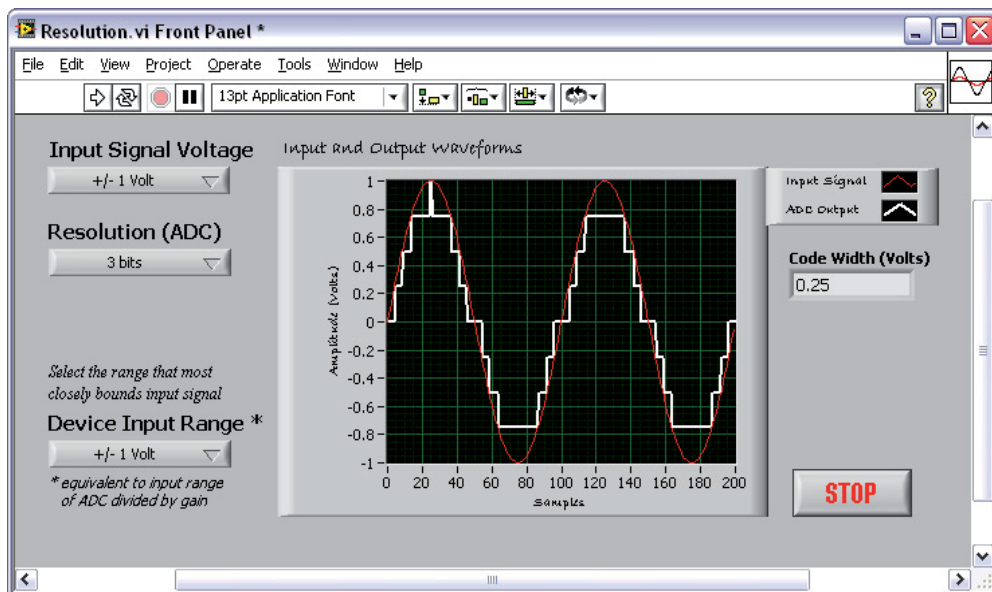 Resolution.vi Front Panel *
File Edit View Project Operate Tools Window Help
13pt Application Font
?
Input Signal Voltage
+/- 1 Volt
Resolution (ADC)
3 bits
Select the range that most
closely bounds input signal
Device Input Range *
+/- 1 Volt
* equivalent to input range
of ADC divided by gain
Input and Output Waveforms
Amplitude (Volts)
1
0.8
0.6
0.4
0.2
0
-0.2
-0.4
-0.6
-0.8
-1
0 20 40 60 80 100 120 140 160 180 200
Samples
Input Signal
ADC Output
Code Width (Volts)
0.25
STOP